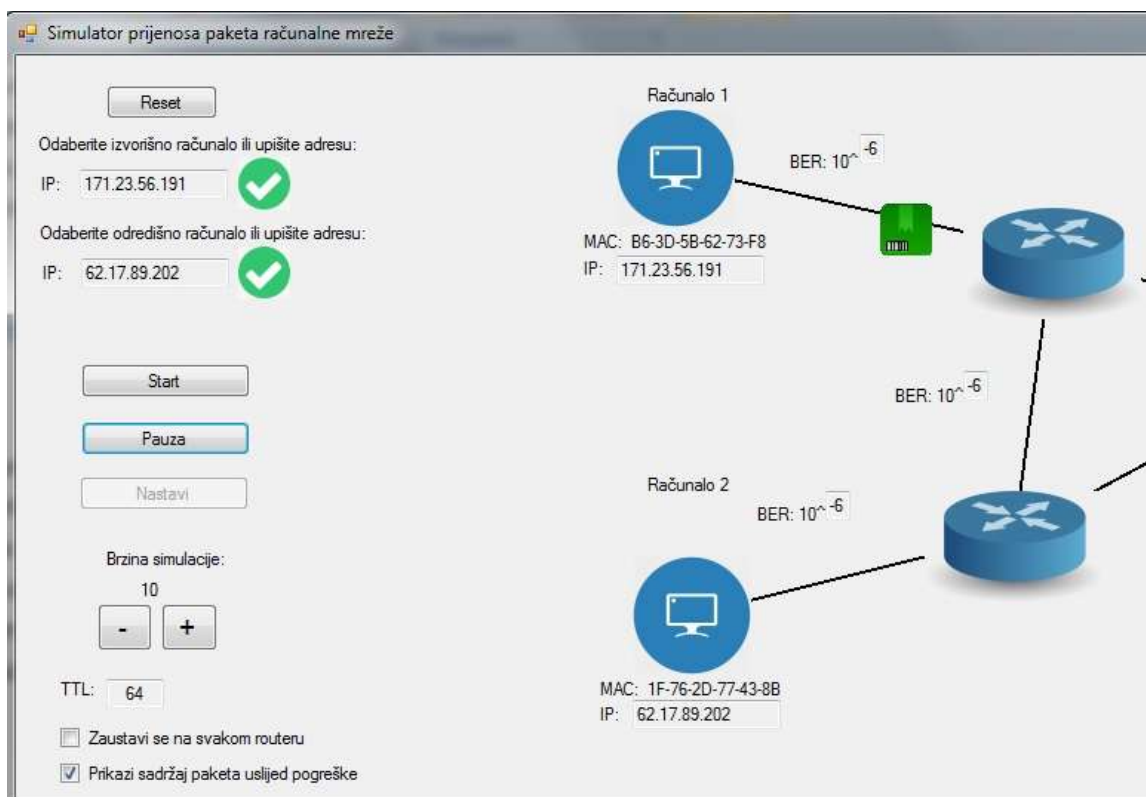 Simulator prijenosa paketa računalne mreže
Reset
Odaberite izvorišno računalo ili upišite adresu:
IP: 171.23.56.191
Odaberite odredišno računalo ili upišite adresu:
IP: 62.17.89.202
Start
Pauza
Nastavi
Brzina simulacije:
10
- +
TTL: 64
Zaustavi se na svakom routeru
Prikazi sadržaj paketa uslijed pogreške
Računalo 1
BER: 10^ -6
MAC: B6-3D-5B-62-73-F8
IP: 171.23.56.191
BER: 10^ -6
Računalo 2
BER: 10^ -6
MAC: 1F-76-2D-77-43-8B
IP: 62.17.89.202